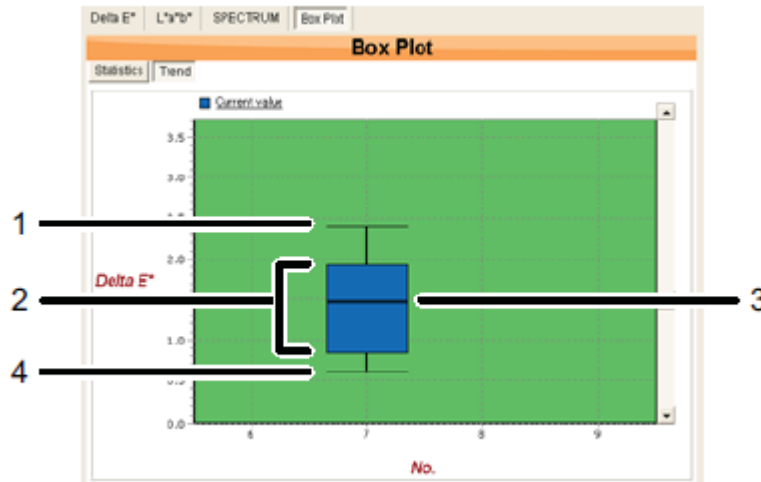 Delta E* L*a*b* SPECTRUM Box Plot
Box Plot
Statistics Trend
Current value
3.5
3.0
1
2.0
Delta E*
2
3
1.0
4
0.0
6 7 8 9
No.